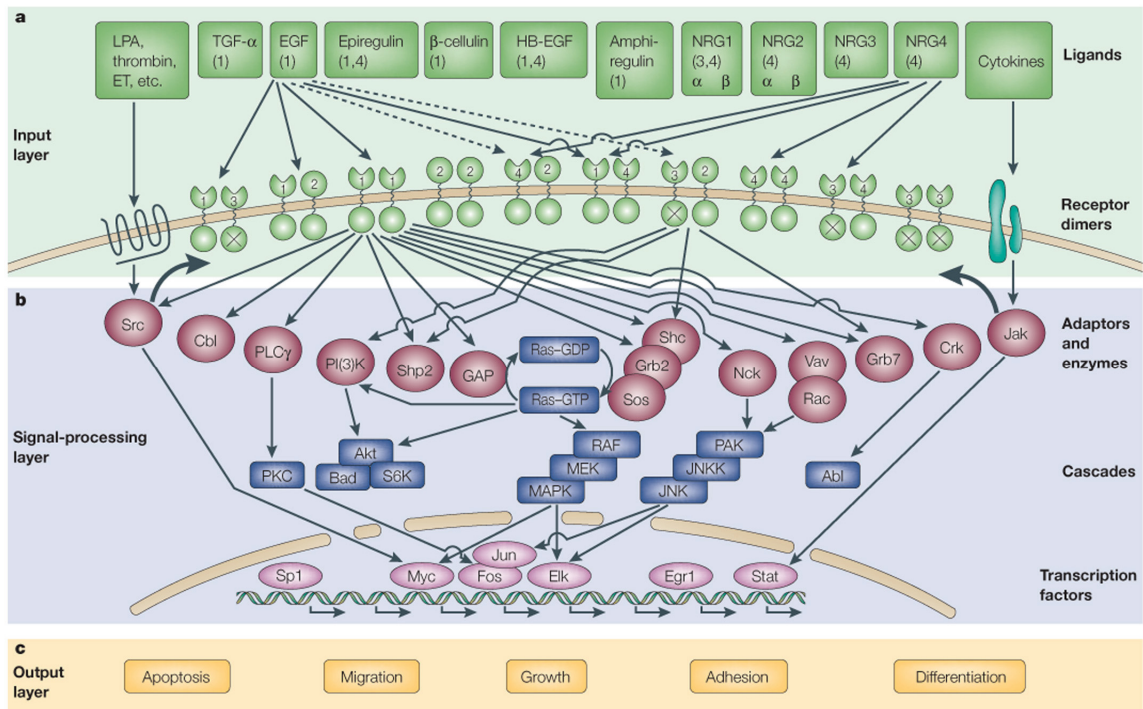 a
LPA,
thrombin,
ET, etc.
TGF-α
(1)
EGF
(1)
Epiregulin
(1,4)
β-cellulin
(1)
HB-EGF
(1,4)
Amphi-
regulin
(1)
NRG1
(3,4)
α β
NRG2
(4)
α β
NRG3
(4)
NRG4
(4)
Cytokines
Ligands
Input
layer
1 3
1 2
1 1
2 2
4 2
1 4
3 2
4 4
3 4
3 3
Receptor
dimers
b
Src
Cbl
PLCγ
PI(3)K
Shp2
GAP
Ras–GDP
Ras–GTP
Shc
Grb2
Sos
Nck
Vav
Rac
Grb7
Crk
Jak
Adaptors
and
enzymes
Signal-processing
layer
PKC
Akt
Bad
S6K
RAF
MEK
MAPK
PAK
JNKK
JNK
Abl
Cascades
Sp1
Myc
Jun
Fos
Elk
Egr1
Stat
Transcription
factors
c
Output
layer
Apoptosis
Migration
Growth
Adhesion
Differentiation